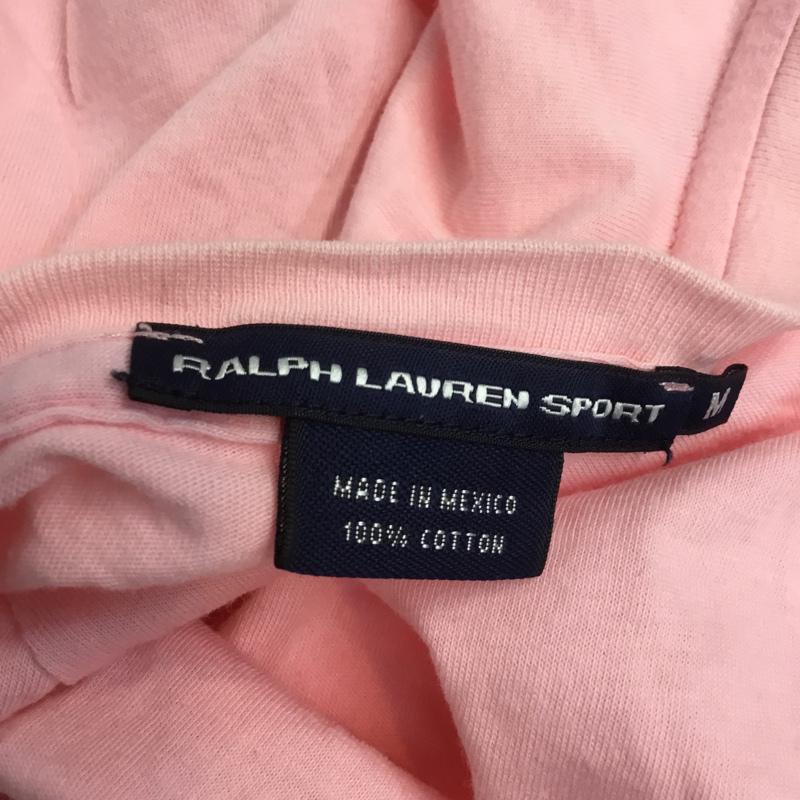 RALPH LAUREN SPORT
M
MADE IN MEXICO
100% COTTON